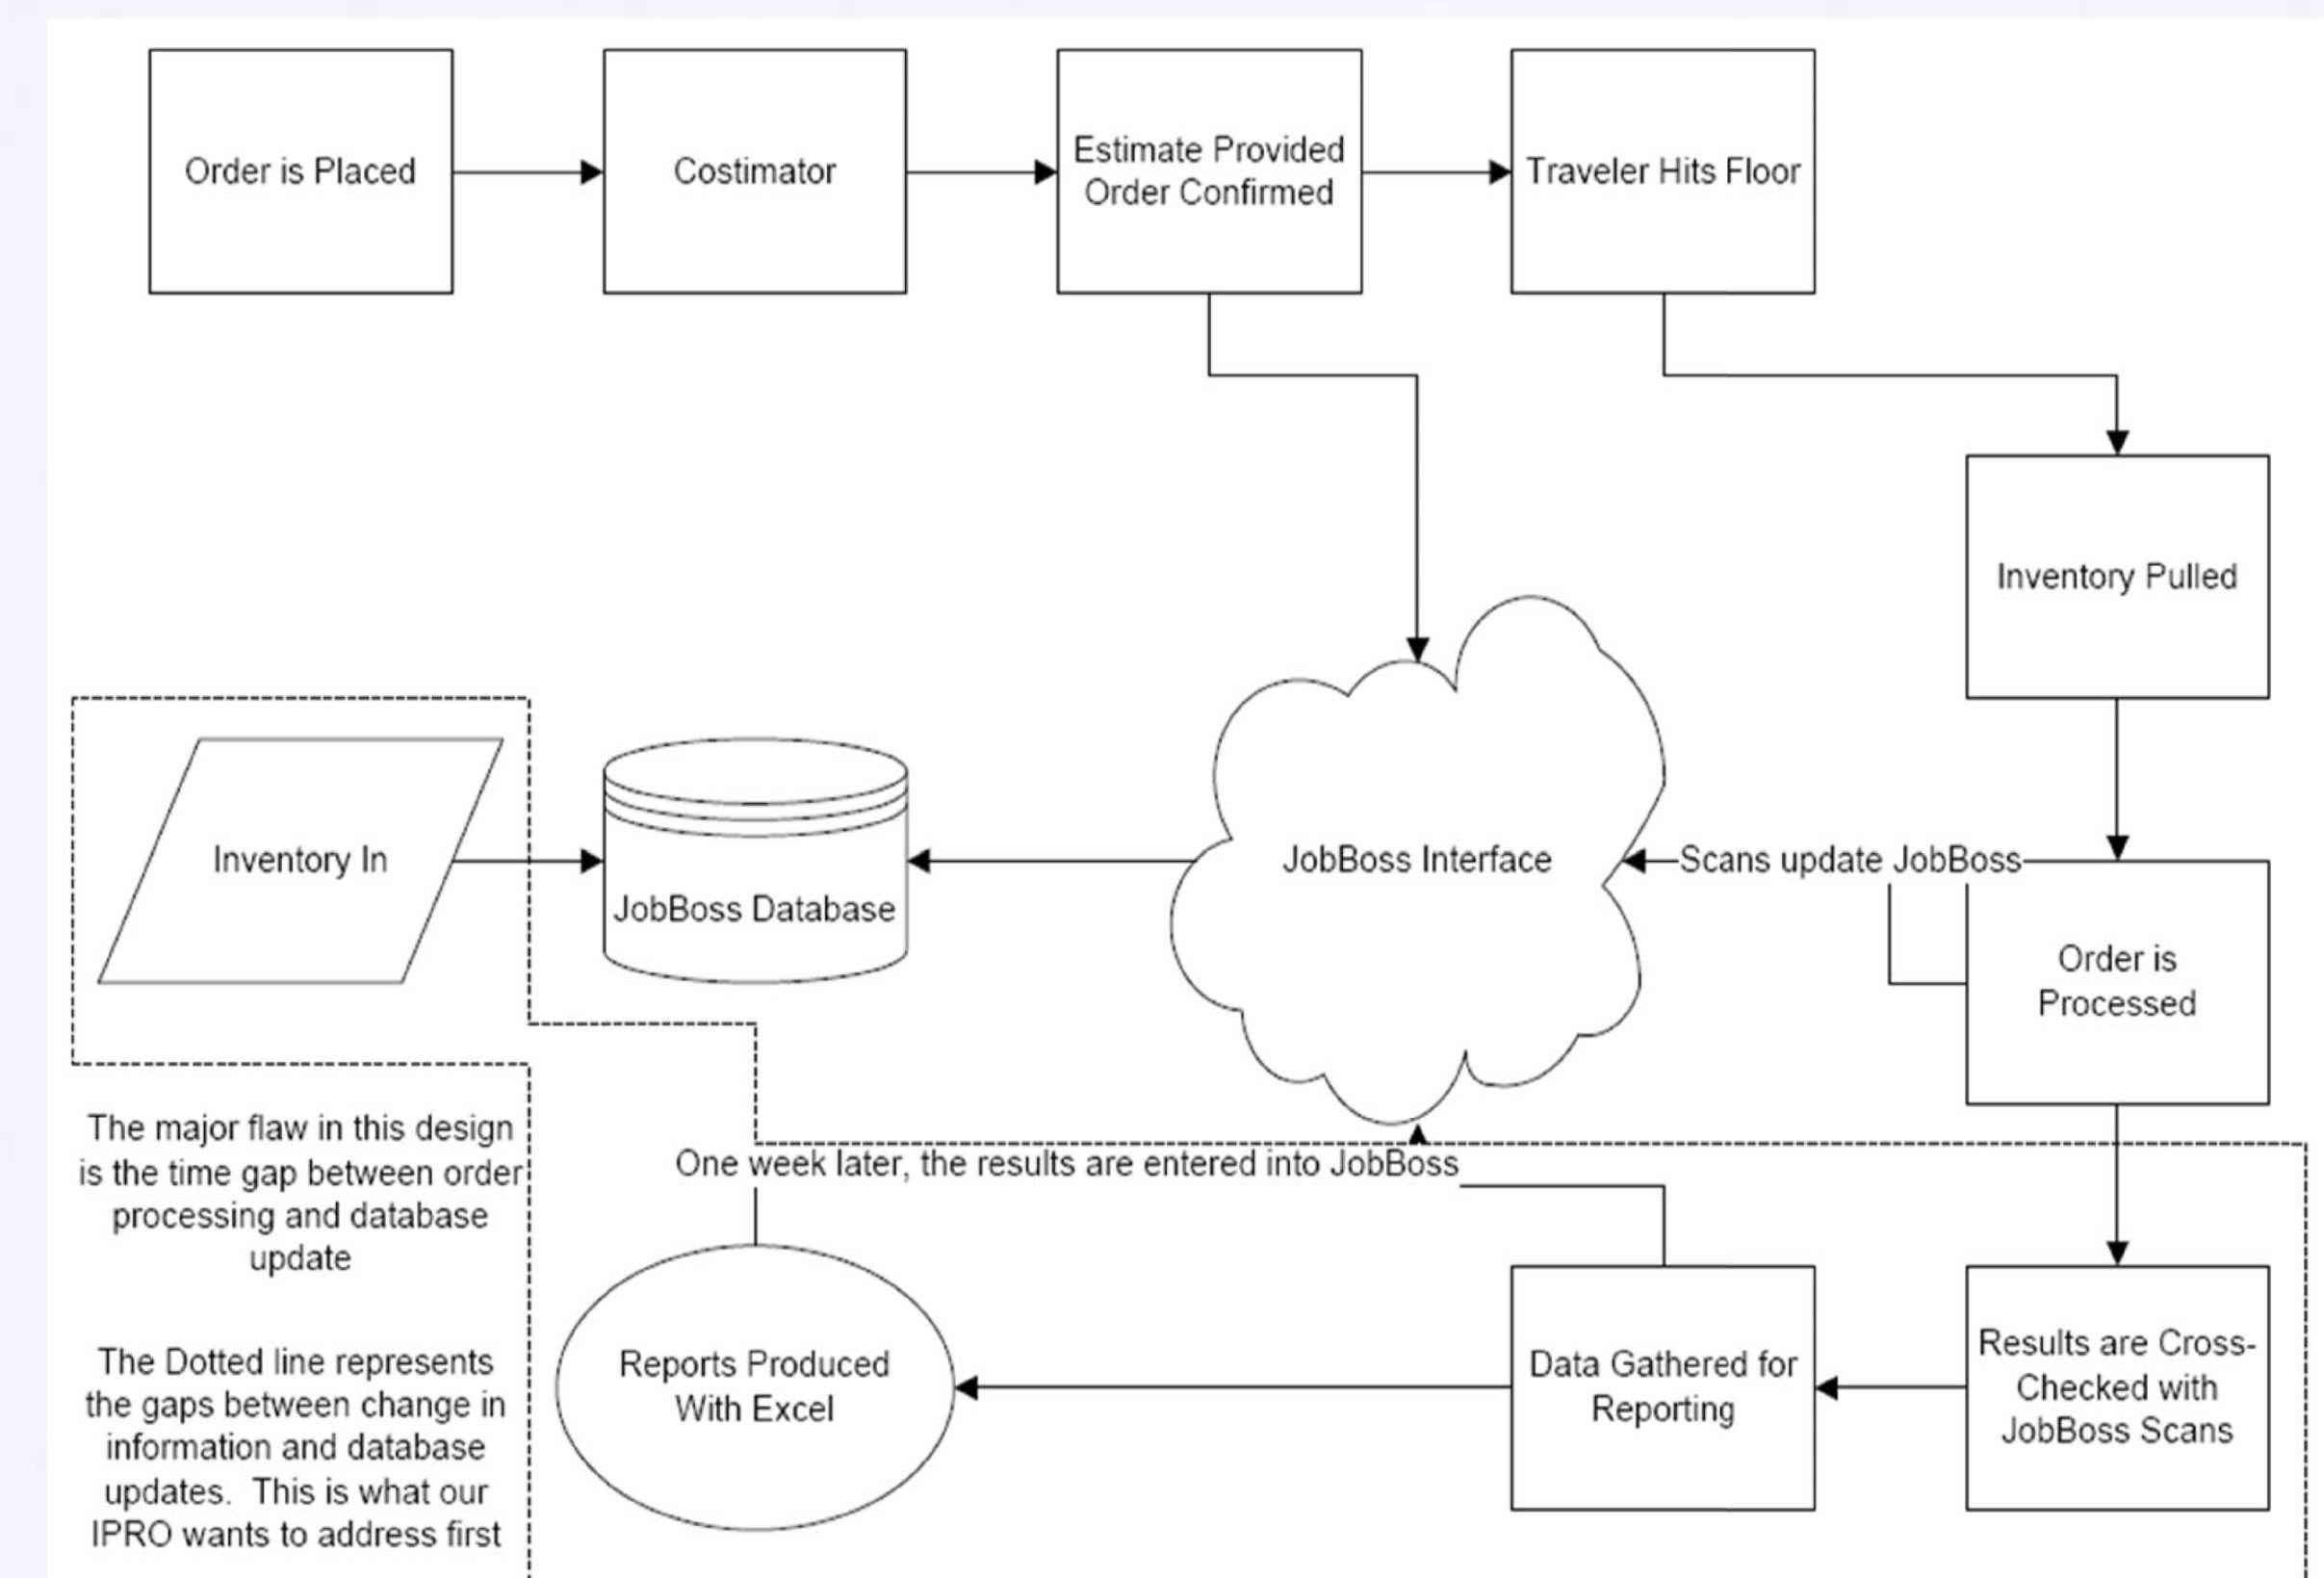 Order is Placed
Costimator
Estimate Provided
Order Confirmed
Traveler Hits Floor
Inventory Pulled
Inventory In
JobBoss Database
JobBoss Interface
Scans update JobBoss
Order is
Processed
The major flaw in this design
is the time gap between order
processing and database
update
One week later, the results are entered into JobBoss
The Dotted line represents
the gaps between change in
information and database
updates.  This is what our
IPRO wants to address first
Reports Produced
With Excel
Data Gathered for
Reporting
Results are Cross-
Checked with
JobBoss Scans